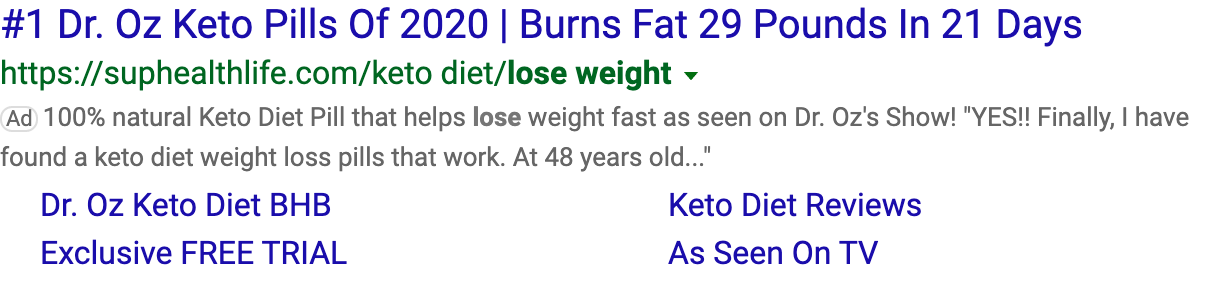 #1 Dr. Oz Keto Pills Of 2020 | Burns Fat 29 Pounds In 21 Days
https://suphealthlife.com/keto diet/lose weight
Ad 100% natural Keto Diet Pill that helps lose weight fast as seen on Dr. Oz's Show! "YES!! Finally, I have
found a keto diet weight loss pills that work. At 48 years old..."
Dr. Oz Keto Diet BHB
Keto Diet Reviews
Exclusive FREE TRIAL
As Seen On TV